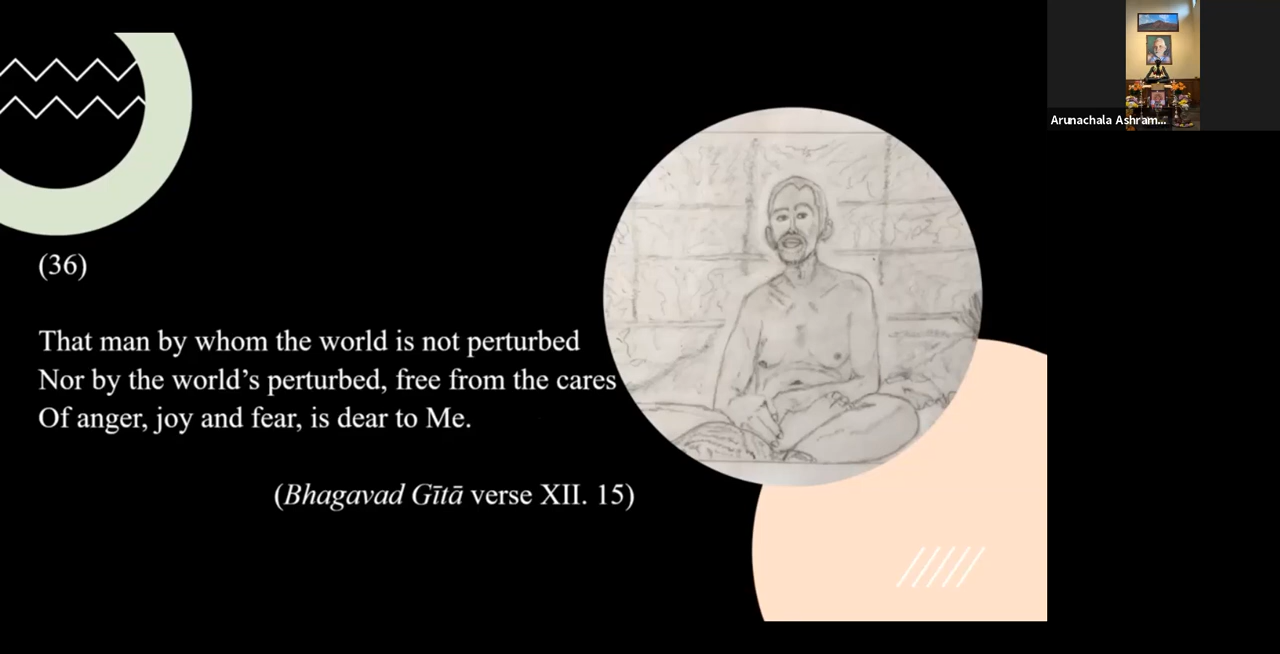 (36)
That man by whom the world is not perturbed
Nor by the world’s perturbed, free from the cares
Of anger, joy and fear, is dear to Me.
(Bhagavad Gītā verse XII. 15)
Arunachala Ashram...